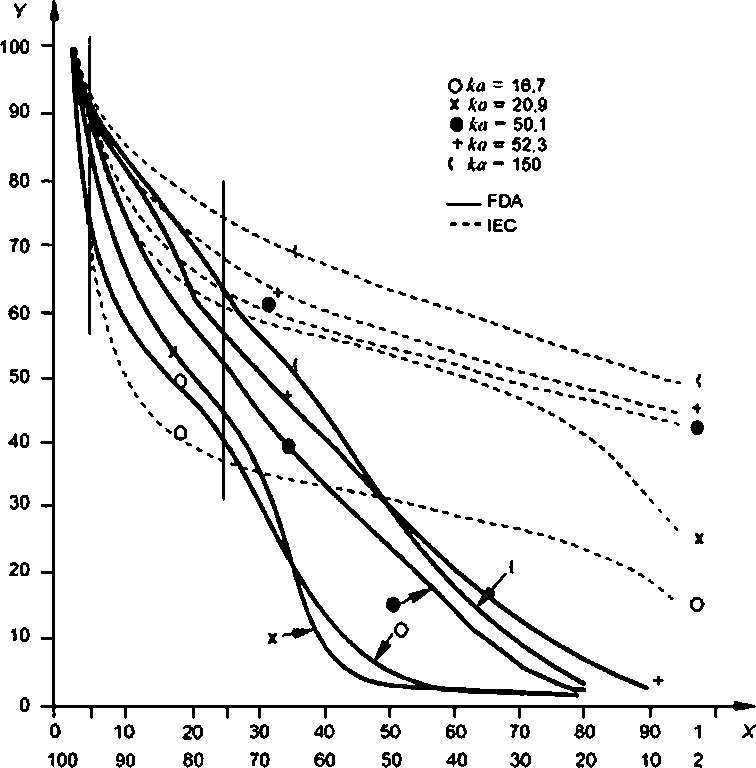 Y
100
90
80
70
60
50
40
30
20
10
0
ka = 16,7
x ka = 20,9
ka = 50,1
+ ka = 52,3
( ka = 150
FDA
IEC
0 10 20 30 40 50 60 70 80 90 1 X
100 90 80 70 60 50 40 30 20 10 2